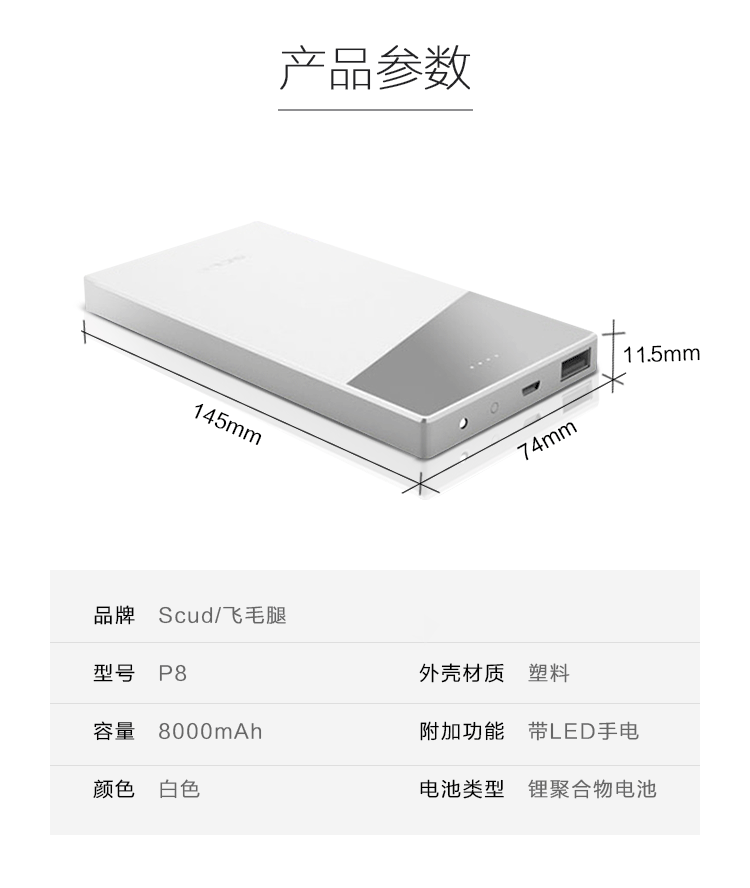 产品参数
11.5mm
145mm
74mm
品牌 Scud/飞毛腿
型号 P8 外壳材质 塑料
容量 8000mAh 附加功能 带LED手电
颜色 白色 电池类型 锂聚合物电池